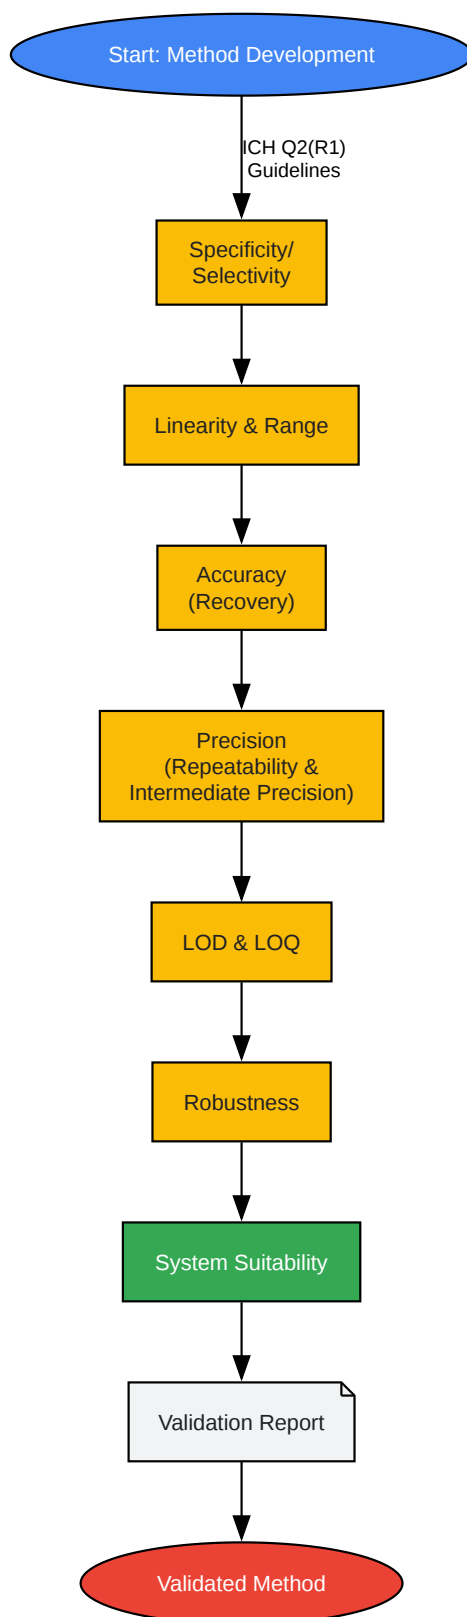 Start: Method Development
ICH Q2(R1)
Guidelines
Specificity/
Selectivity
Linearity & Range
Accuracy
(Recovery)
Precision
(Repeatability &
Intermediate Precision)
LOD & LOQ
Robustness
System Suitability
Validation Report
Validated Method